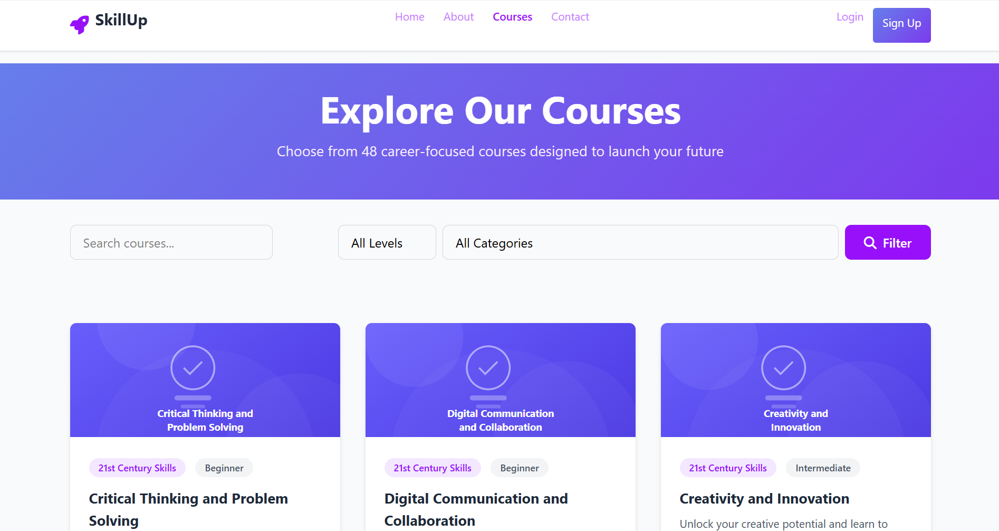 SkillUp
Home About Courses Contact
Login Sign Up
Explore Our Courses
Choose from 48 career-focused courses designed to launch your future
Search courses...
All Levels
All Categories
Filter
Critical Thinking and
Problem Solving
21st Century Skills Beginner
Critical Thinking and Problem
Solving
Digital Communication
and Collaboration
21st Century Skills Beginner
Digital Communication and
Collaboration
Creativity and
Innovation
21st Century Skills Intermediate
Creativity and Innovation
Unlock your creative potential and learn to